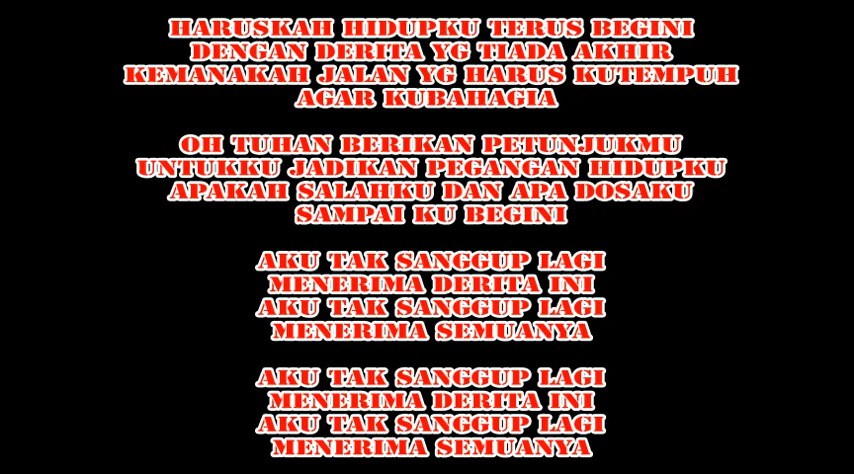 HARUSKAH HIDUPKU TERUS BEGINI
DENGAN DERITA YG TIADA AKHIR
KEMANAKAH JALAN YG HARUS KUTEMPUH
AGAR KUBAHAGIA
OH TUHAN BERIKAN PETUNJUKMU
UNTUKKU JADIKAN PEGANGAN HIDUPKU
APAKAH SALAHKU DAN APA DOSAKU
SAMPAI KU BEGINI
AKU TAK SANGGUP LAGI
MENERIMA DERITA INI
AKU TAK SANGGUP LAGI
MENERIMA SEMUANYA
AKU TAK SANGGUP LAGI
MENERIMA DERITA INI
AKU TAK SANGGUP LAGI
MENERIMA SEMUANYA